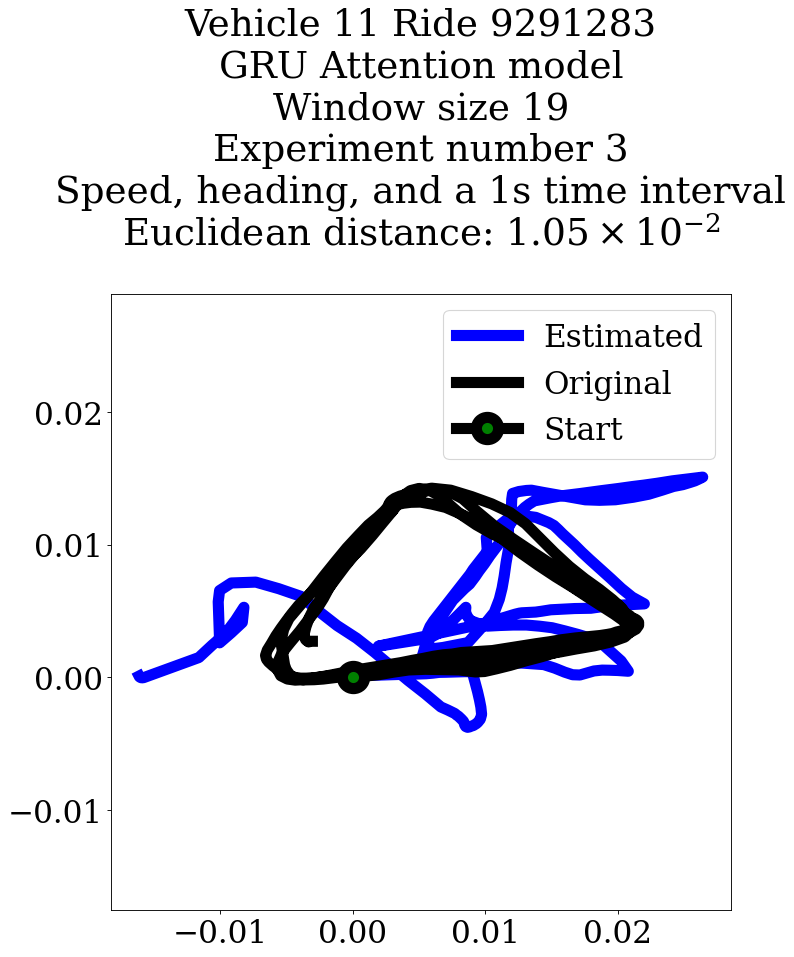 Vehicle 11 Ride 9291283
GRU Attention model
Window size 19
Experiment number 3
Speed, heading, and a 1s time interval
Euclidean distance: 1.05 × 10⁻²
Estimated
Original
Start
0.02
0.01
0.00
−0.01
−0.01 0.00 0.01 0.02